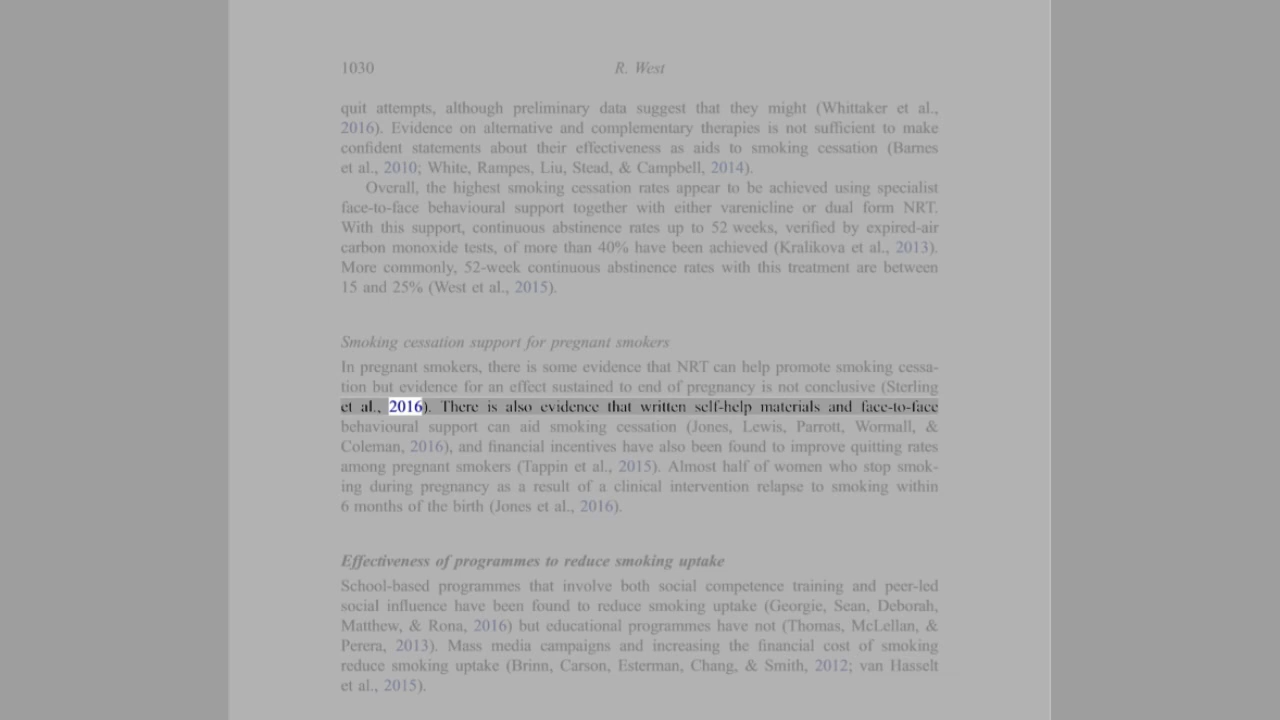 1030
R. West
quit attempts, although preliminary data suggest that they might (Whittaker et al.,
2016). Evidence on alternative and complementary therapies is not sufficient to make
confident statements about their effectiveness as aids to smoking cessation (Barnes
et al., 2010; White, Rampes, Liu, Stead, & Campbell, 2014).
Overall, the highest smoking cessation rates appear to be achieved using specialist
face-to-face behavioural support together with either varenicline or dual form NRT.
With this support, continuous abstinence rates up to 52 weeks, verified by expired-air
carbon monoxide tests, of more than 40% have been achieved (Kralikova et al., 2013).
More commonly, 52-week continuous abstinence rates with this treatment are between
15 and 25% (West et al., 2015).
Smoking cessation support for pregnant smokers
In pregnant smokers, there is some evidence that NRT can help promote smoking cessa-
tion but evidence for an effect sustained to end of pregnancy is not conclusive (Sterling
et al., 2016). There is also evidence that written self-help materials and face-to-face
behavioural support can aid smoking cessation (Jones, Lewis, Parrott, Wormall, &
Coleman, 2016), and financial incentives have also been found to improve quitting rates
among pregnant smokers (Tappin et al., 2015). Almost half of women who stop smok-
ing during pregnancy as a result of a clinical intervention relapse to smoking within
6 months of the birth (Jones et al., 2016).
Effectiveness of programmes to reduce smoking uptake
School-based programmes that involve both social competence training and peer-led
social influence have been found to reduce smoking uptake (Georgie, Sean, Deborah,
Matthew, & Rona, 2016) but educational programmes have not (Thomas, McLellan, &
Perera, 2013). Mass media campaigns and increasing the financial cost of smoking
reduce smoking uptake (Brinn, Carson, Esterman, Chang, & Smith, 2012; van Hasselt
et al., 2015).